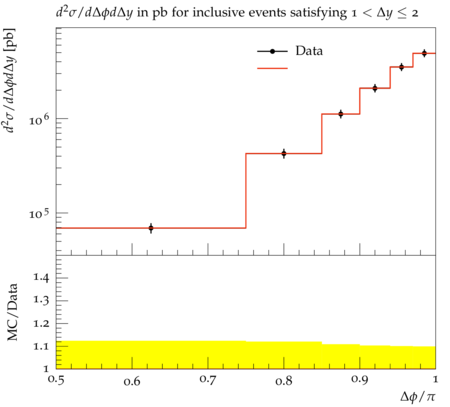 d²σ/dΔϕdΔy in pb for inclusive events satisfying 1 < Δy ≤ 2
d²σ/dΔϕdΔy [pb]
Data
10⁶
10⁵
MC/Data
1.4
1.3
1.2
1.1
1
0.5 0.6 0.7 0.8 0.9 1
Δϕ/π